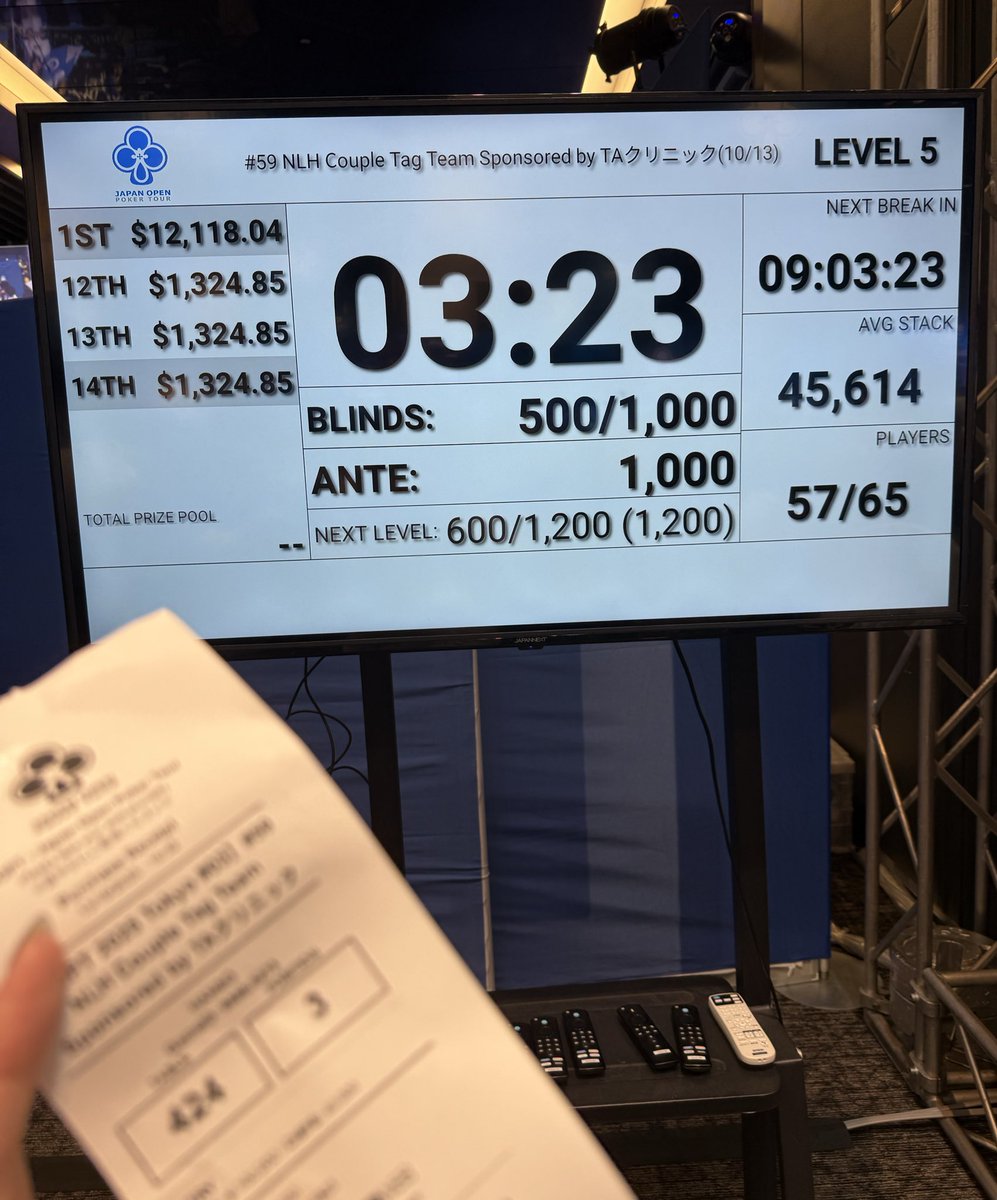 JAPAN OPEN
POKER TOUR
#59 NLH Couple Tag Team Sponsored by TAクリニック(10/13)
LEVEL 5
1ST $12,118.04
12TH $1,324.85
13TH $1,324.85
14TH $1,324.85
TOTAL PRIZE POOL
--
03:23
BLINDS: 500/1,000
ANTE: 1,000
NEXT LEVEL: 600/1,200 (1,200)
NEXT BREAK IN
09:03:23
AVG STACK
45,614
PLAYERS
57/65
JAPANNEXT
NLH Couple Tag Team
Sponsored by TAクリニック
424
3